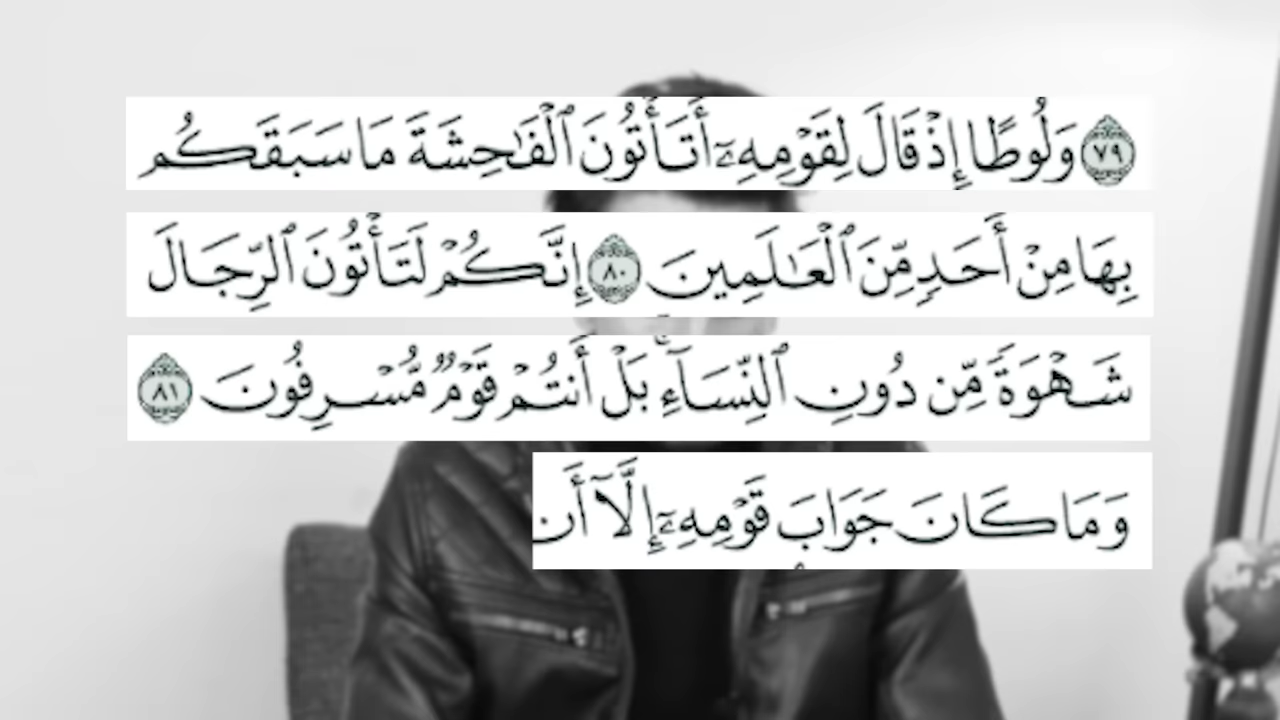 ٧٩ وَلُوطًا إِذْ قَالَ لِقَوْمِهِۦٓ أَتَأْتُونَ ٱلْفَٰحِشَةَ مَا سَبَقَكُم
بِهَا مِنْ أَحَدٍ مِّنَ ٱلْعَٰلَمِينَ ٨٠ إِنَّكُمْ لَتَأْتُونَ ٱلرِّجَالَ
شَهْوَةً مِّن دُونِ ٱلنِّسَآءِ ۚ بَلْ أَنتُمْ قَوْمٌ مُّسْرِفُونَ ٨١
وَمَا كَانَ جَوَابَ قَوْمِهِۦٓ إِلَّآ أَن